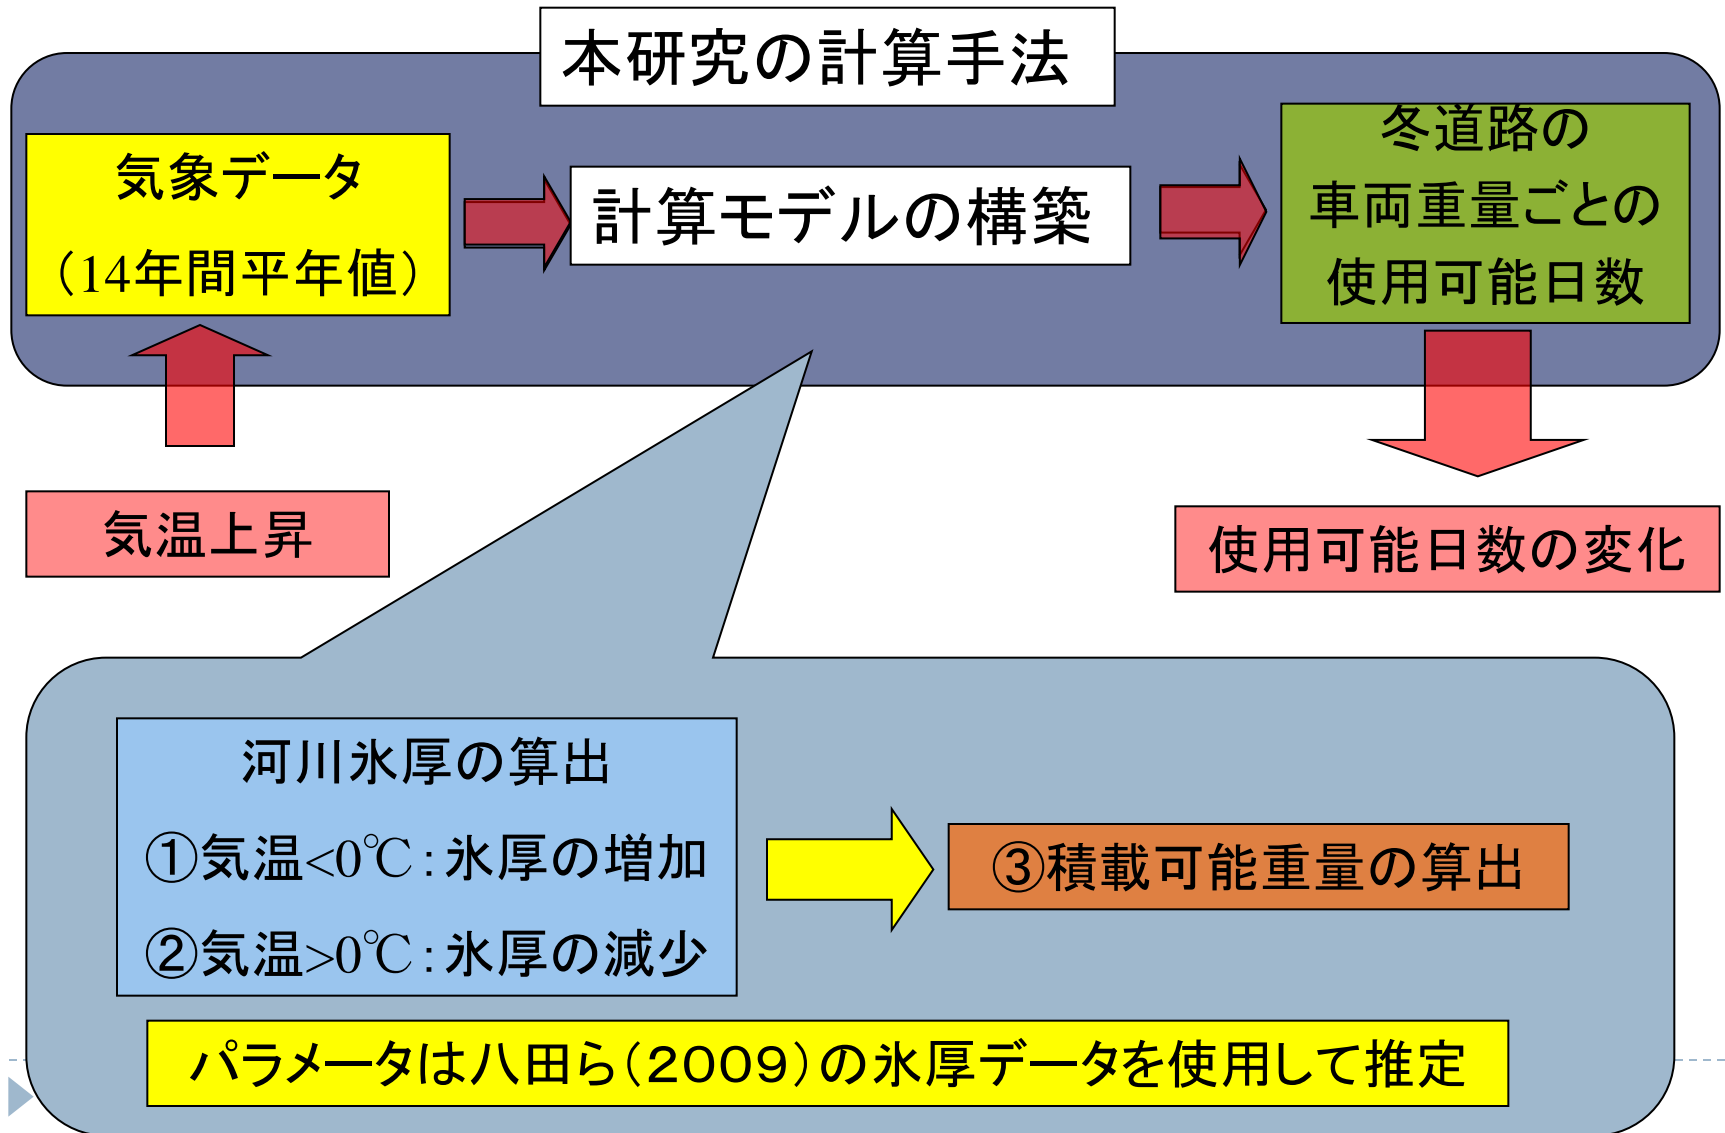 本研究の計算手法
気象データ
（14年間平年値）
計算モデルの構築
冬道路の
車両重量ごとの
使用可能日数
気温上昇
使用可能日数の変化
河川氷厚の算出
①気温<0℃：氷厚の増加
②気温>0℃：氷厚の減少
③積載可能重量の算出
パラメータは八田ら（２００９）の氷厚データを使用して推定